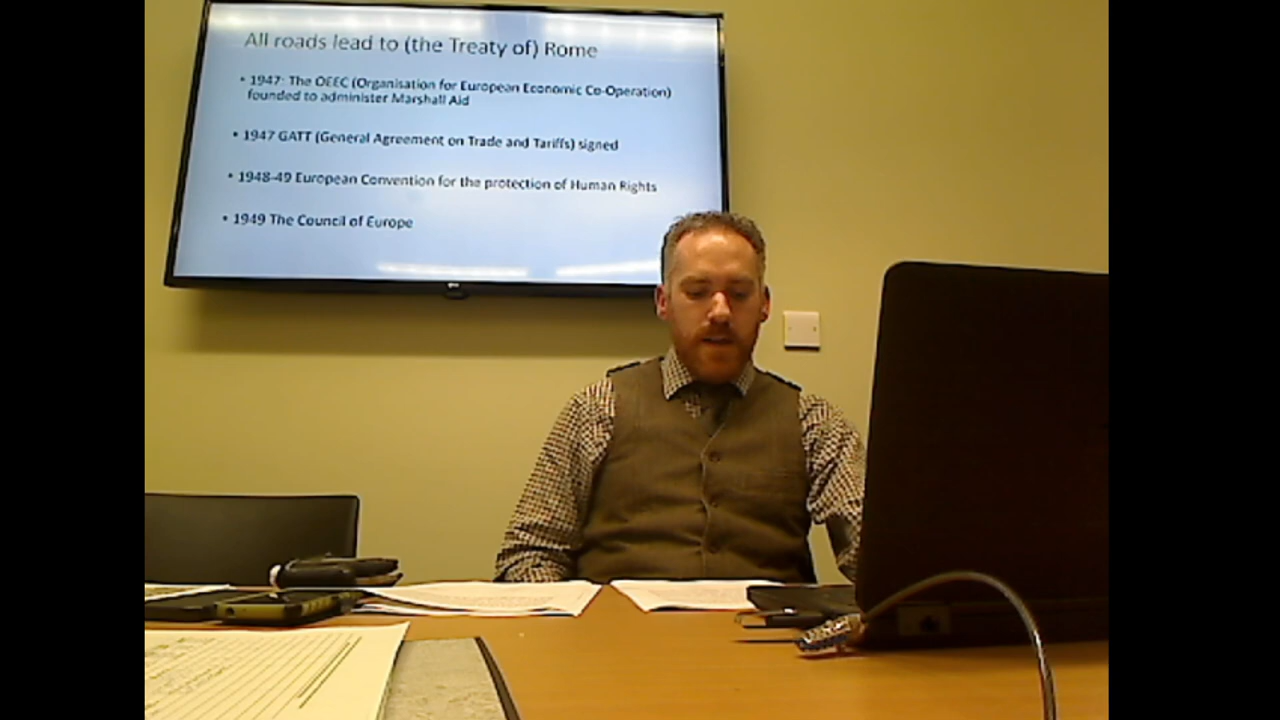 All roads lead to (the Treaty of) Rome
• 1947: The OEEC (Organisation for European Economic Co-Operation)
founded to administer Marshall Aid
• 1947 GATT (General Agreement on Trade and Tariffs) signed
• 1948-49 European Convention for the protection of Human Rights
• 1949 The Council of Europe